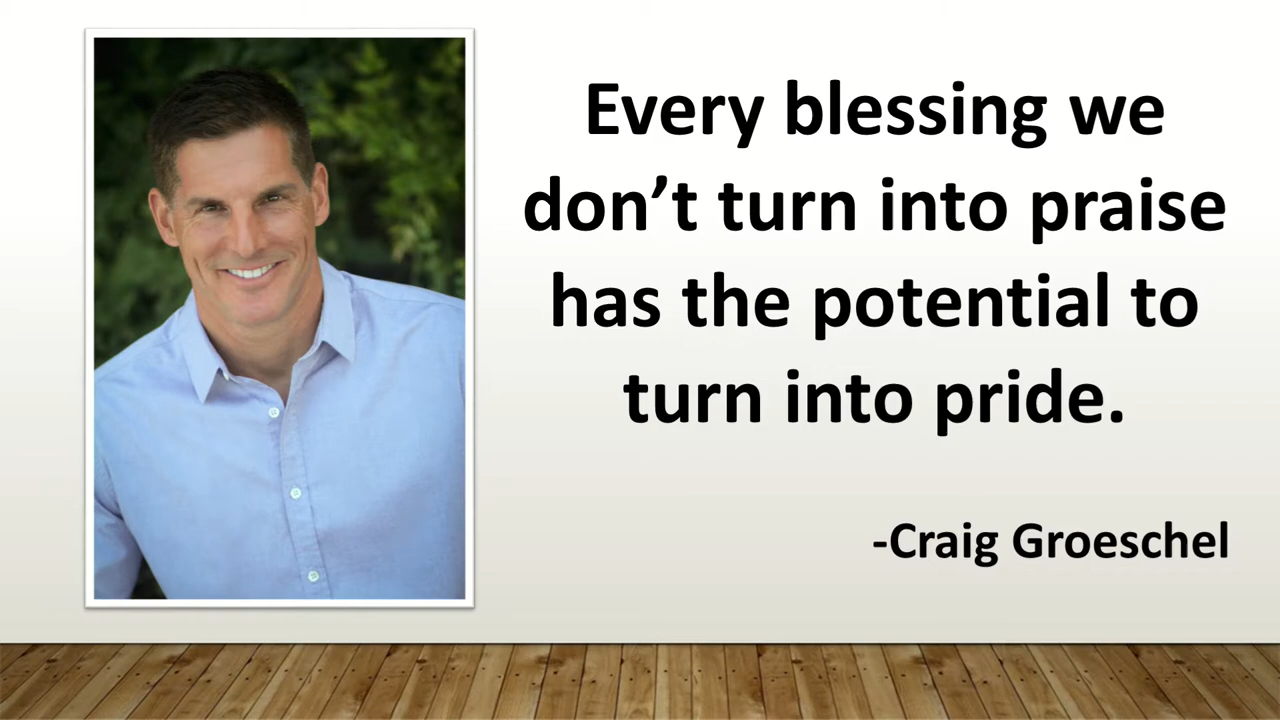 Every blessing we
don’t turn into praise
has the potential to
turn into pride.
-Craig Groeschel